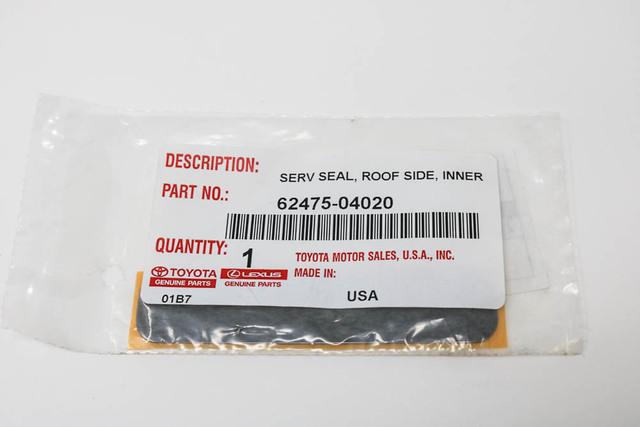 DESCRIPTION: SERV SEAL, ROOF SIDE, INNER
PART NO.: 62475-04020
QUANTITY: 1
TOYOTA MOTOR SALES, U.S.A., INC.
TOYOTA LEXUS MADE IN:
GENUINE PARTS GENUINE PARTS
01B7 USA